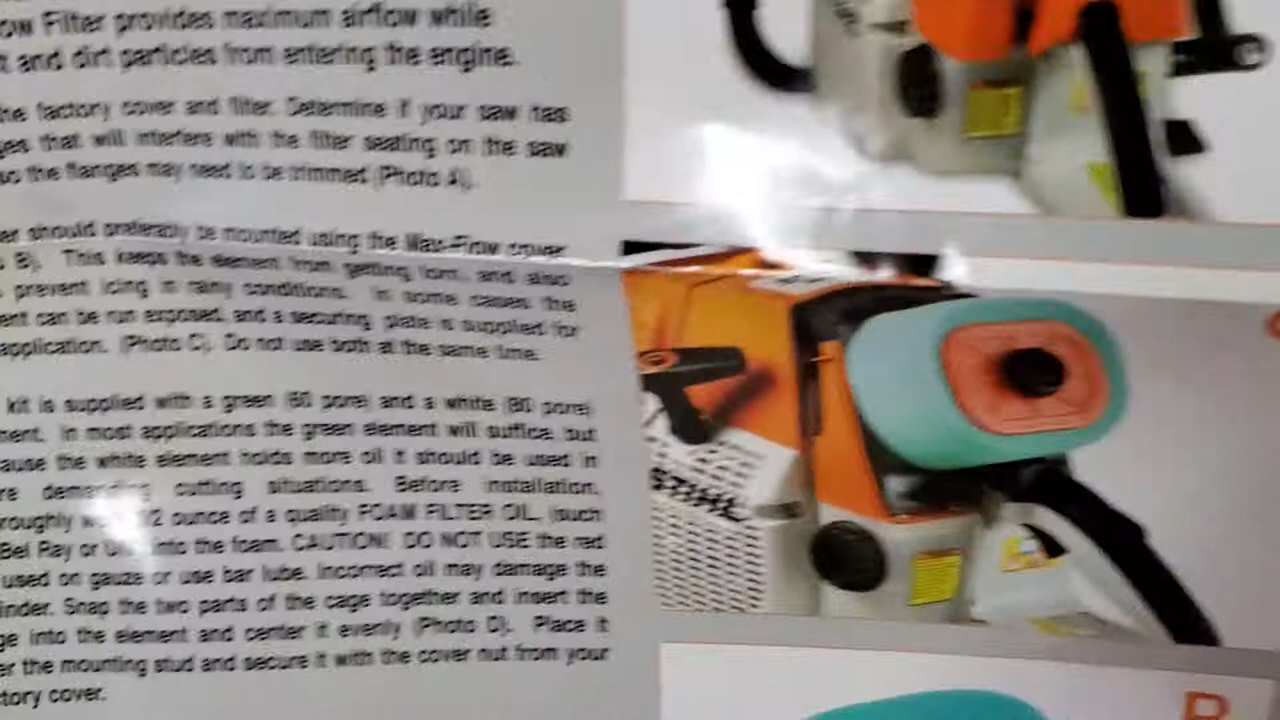 ow Filter provides maximum airflow while
t and dirt particles from entering the engine.
he factory cover and filter. Determine if your saw has
ges that will interfere with the filter seating on the saw
so the flanges may need to be trimmed (Photo A).
er should preferably be mounted using the Max-Flow cover
B). This keeps the element from getting torn, and also
prevent icing in rainy conditions. In some cases the
ent can be run exposed, and a securing plate is supplied for
application. (Photo C). Do not use both at the same time.
kit is supplied with a green (60 pore) and a white (80 pore)
ment. In most applications the green element will suffice, but
ause the white element holds more oil it should be used in
re demanding cutting situations. Before installation,
roughly 1/2 ounce of a quality FOAM FILTER OIL, (such
Bel Ray or into the foam. CAUTION! DO NOT USE the red
used on gauze or use bar lube. Incorrect oil may damage the
inder. Snap the two parts of the cage together and insert the
ge into the element and center it evenly (Photo D). Place it
er the mounting stud and secure it with the cover nut from your
tory cover.
STIHL
B